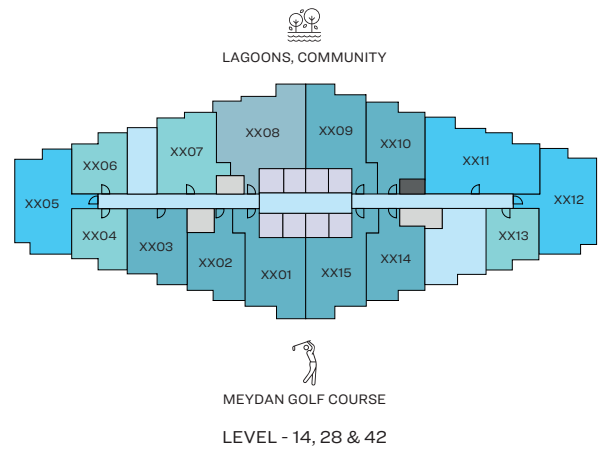 LAGOONS, COMMUNITY
XX08
XX09
XX10
XX07
XX11
XX06
XX05
XX12
XX04
XX03
XX13
XX02
XX14
XX01
XX15
MEYDAN GOLF COURSE
LEVEL - 14, 28 & 42